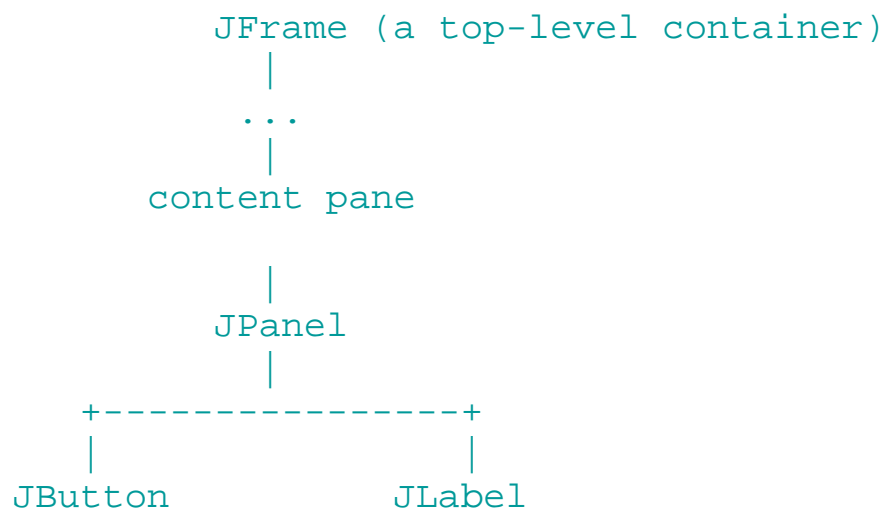 JFrame (a top-level container)
|
...
|
content pane
|
JPanel
|
+----------------+
| |
JButton JLabel